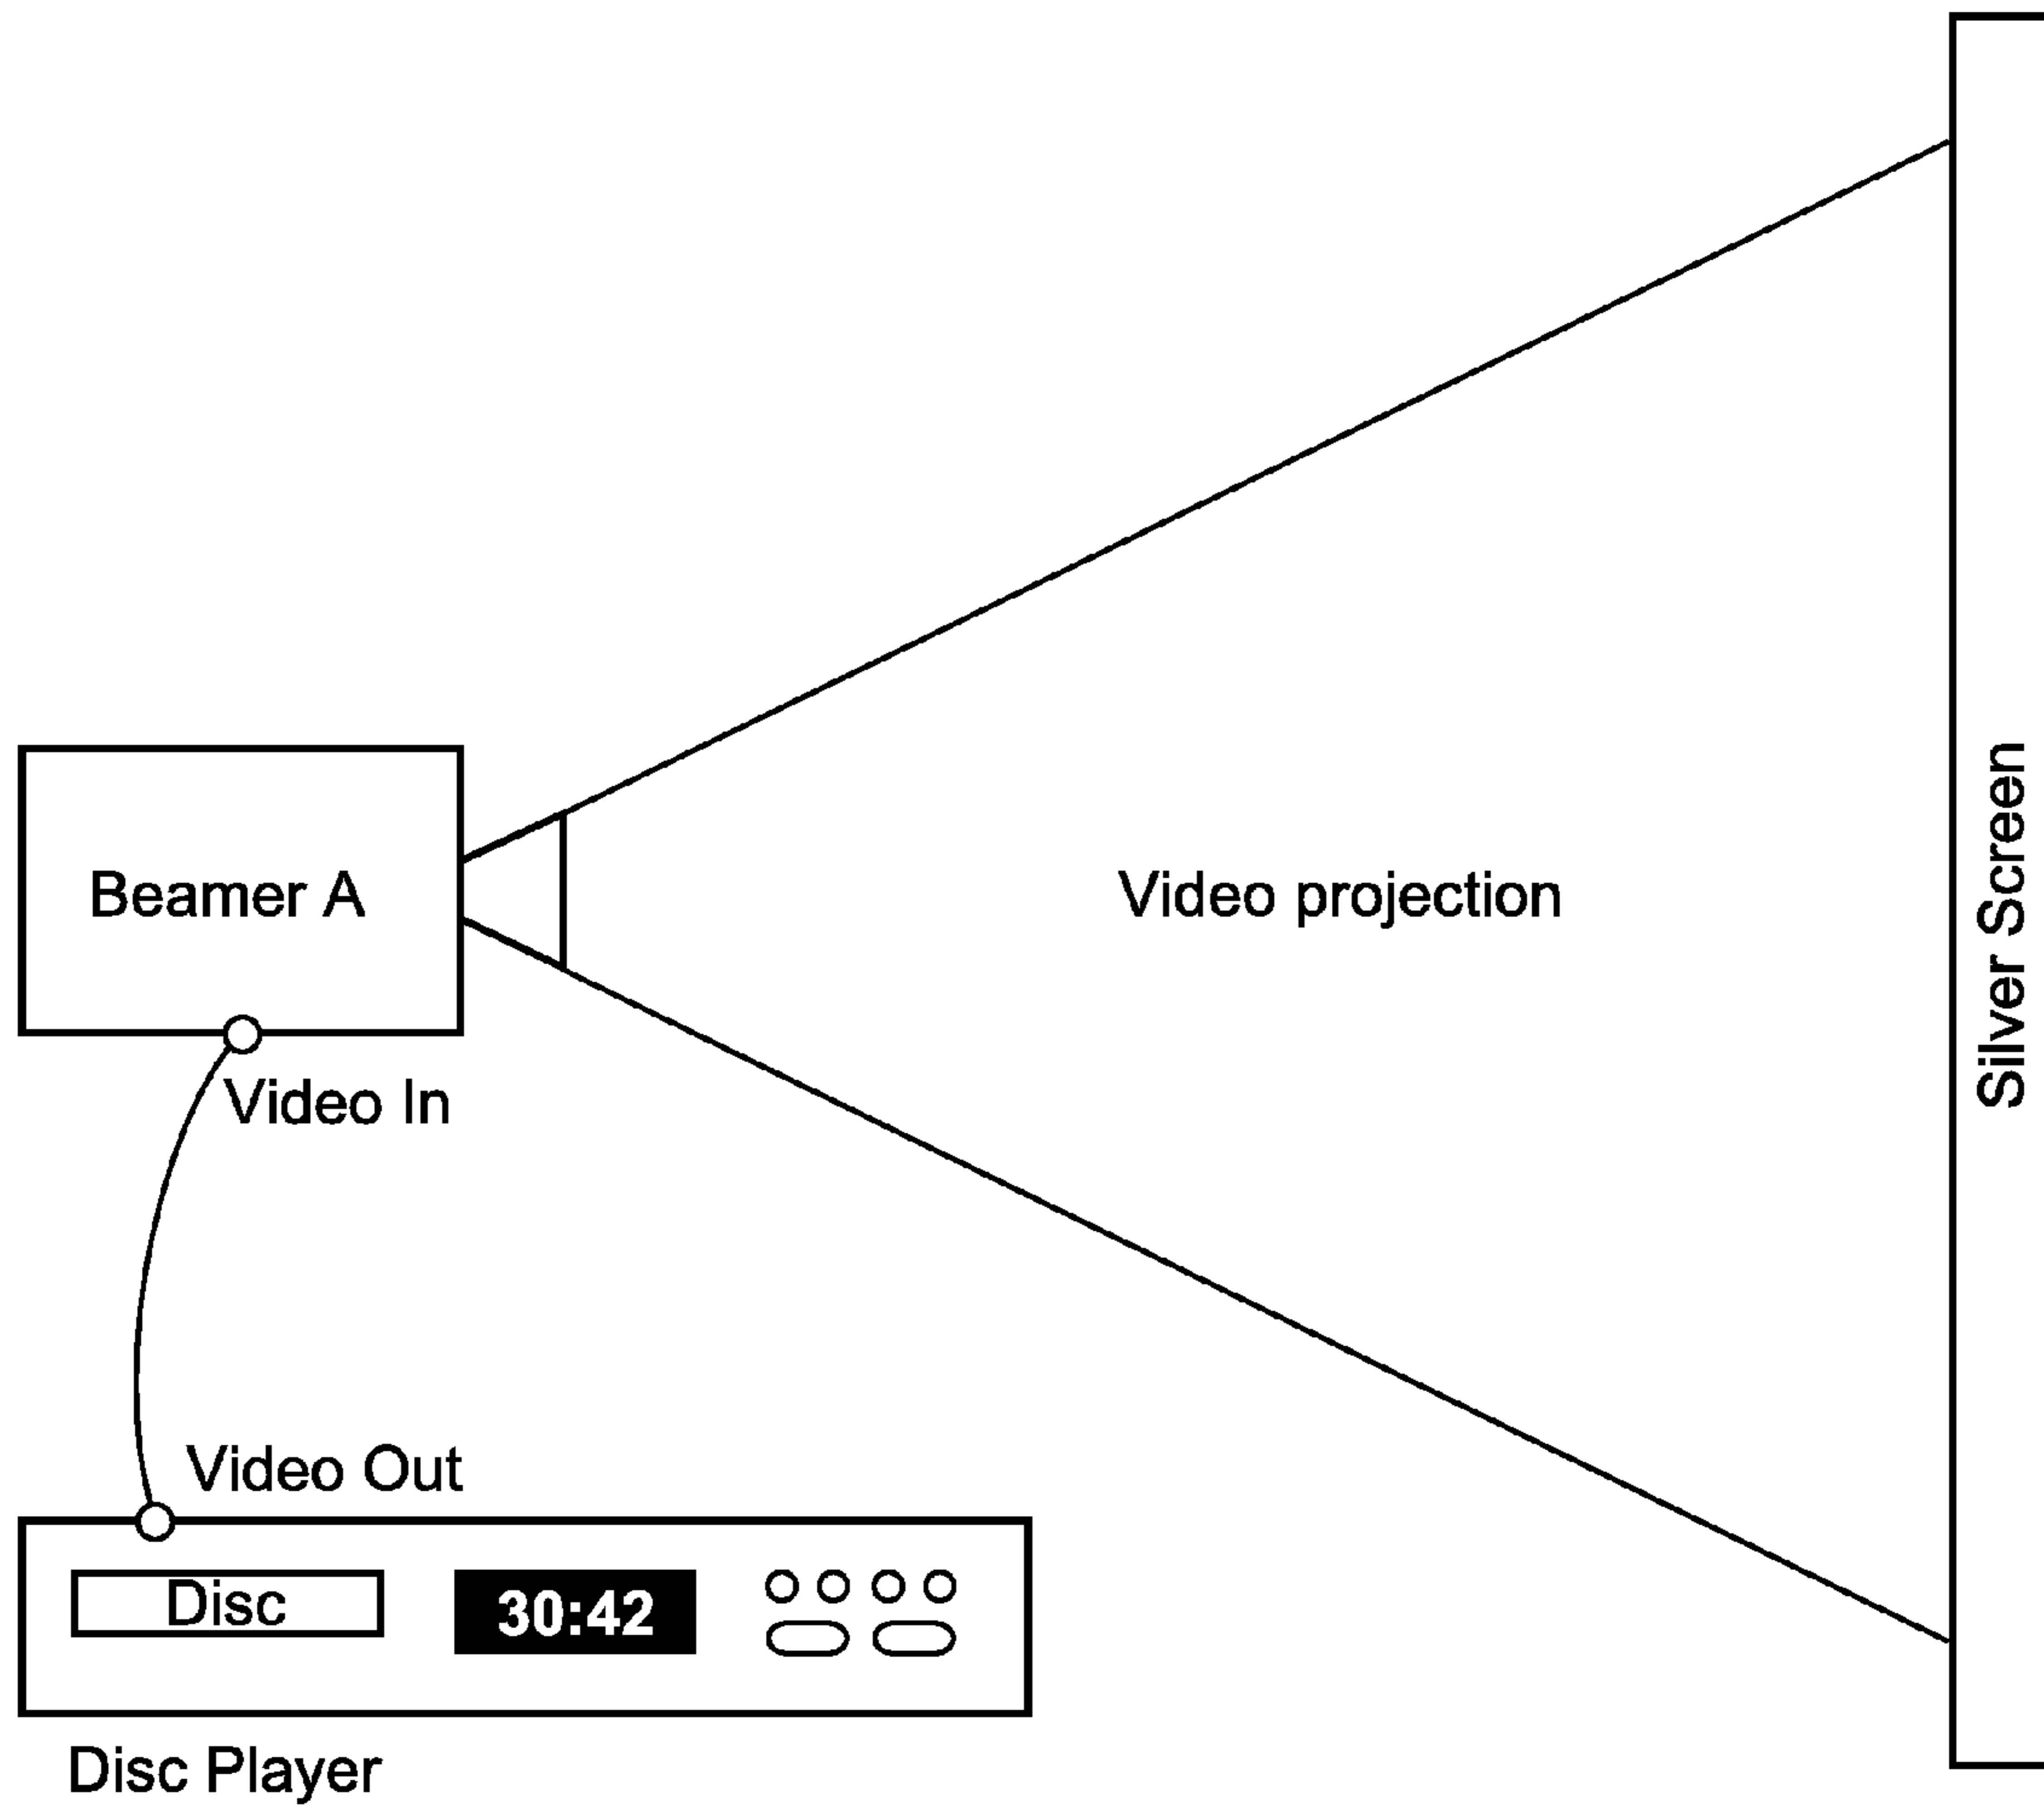 Beamer A
Video projection
Silver Screen
Video In
Video Out
Disc
30:42
Disc Player